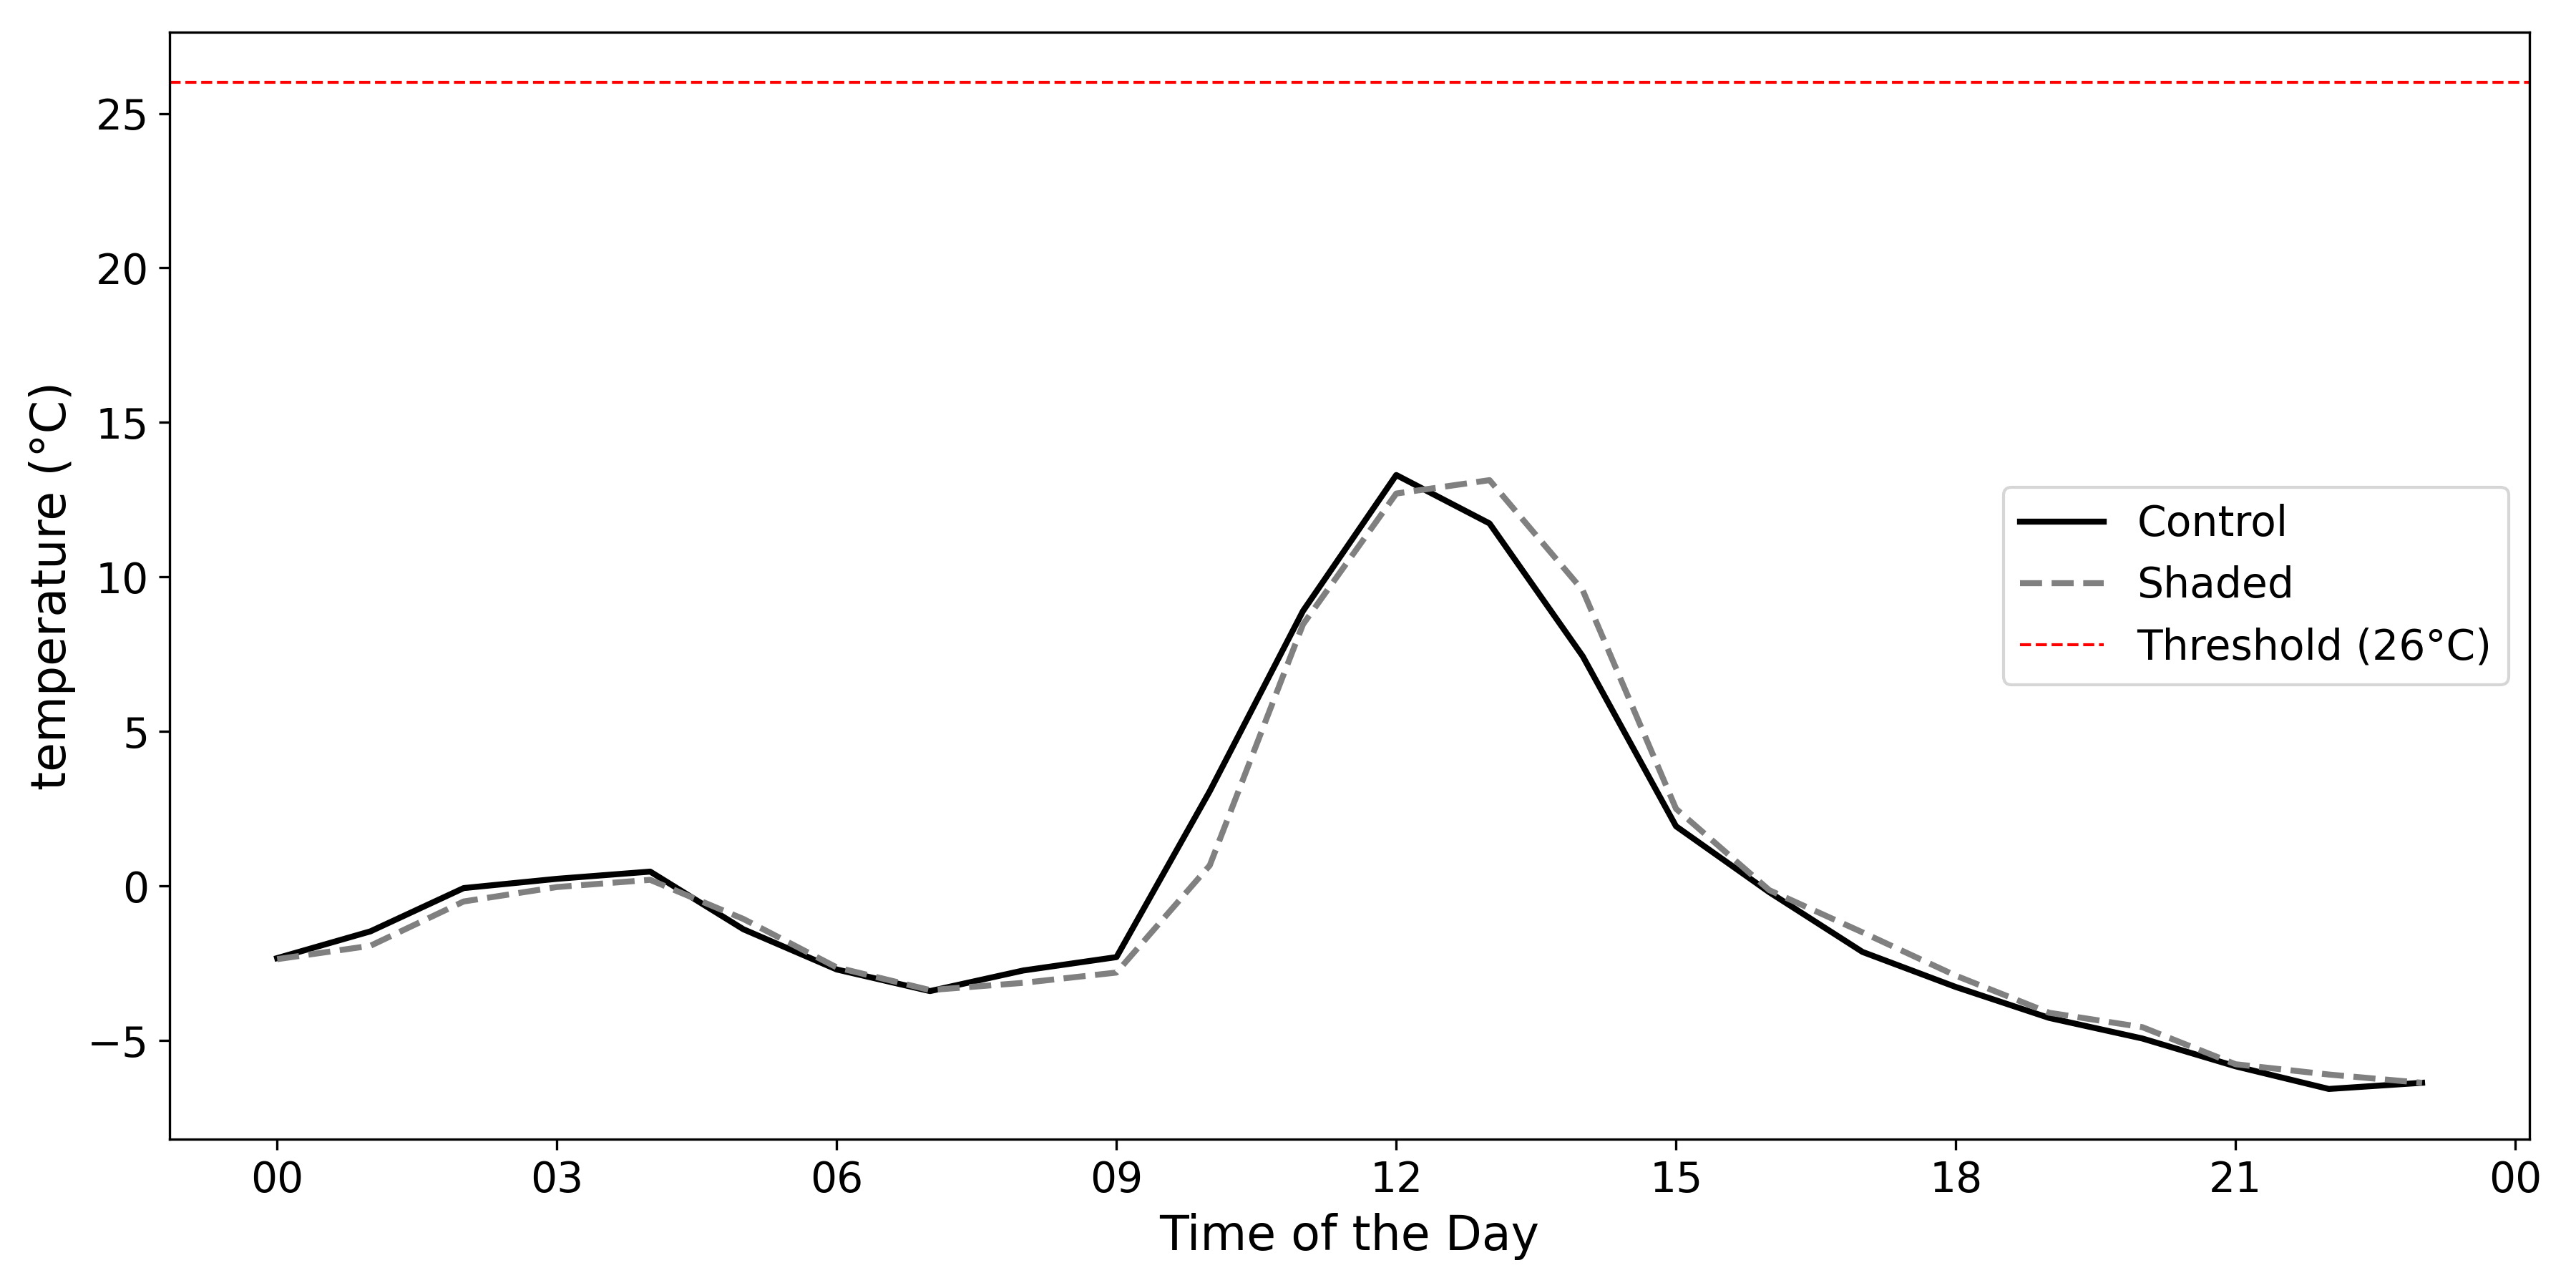 25
20
15
10
5
0
−5
temperature (°C)
Control
Shaded
Threshold (26°C)
00 03 06 09 12 15 18 21 00
Time of the Day